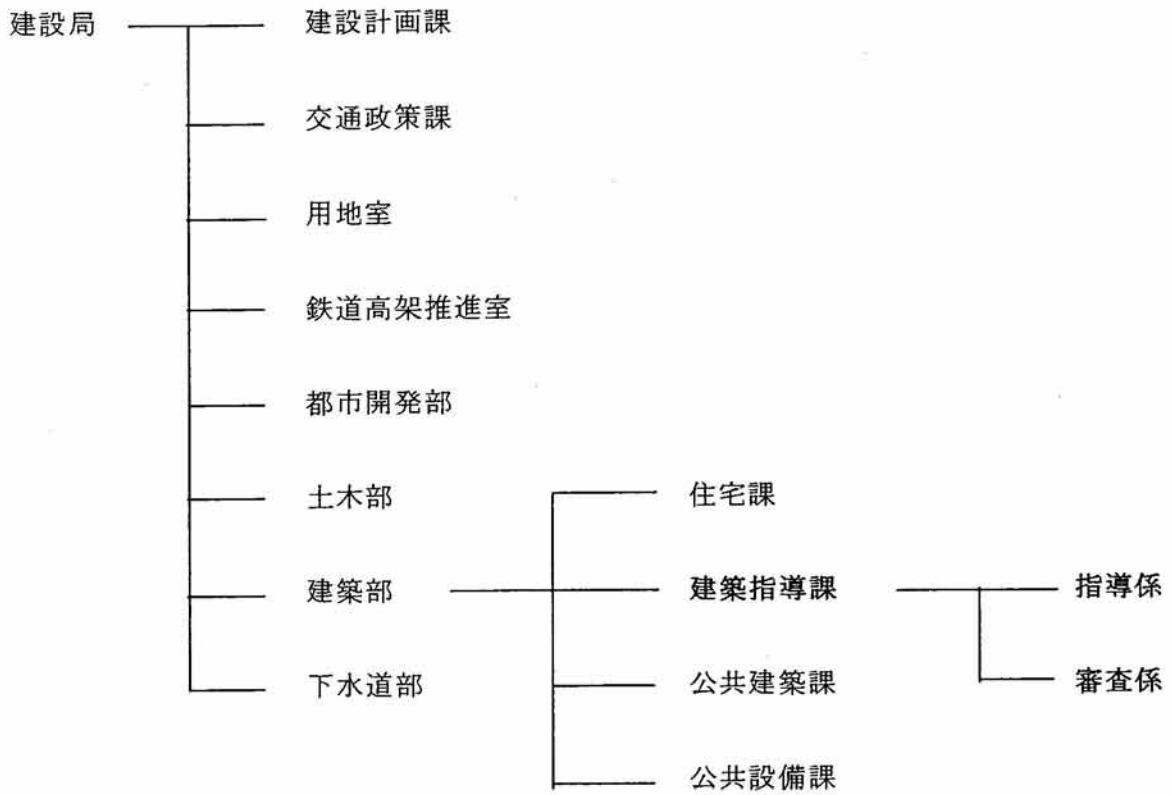 建設局
建設計画課
交通政策課
用地室
鉄道高架推進室
都市開発部
土木部
建築部
下水道部
住宅課
建築指導課
公共建築課
公共設備課
指導係
審査係